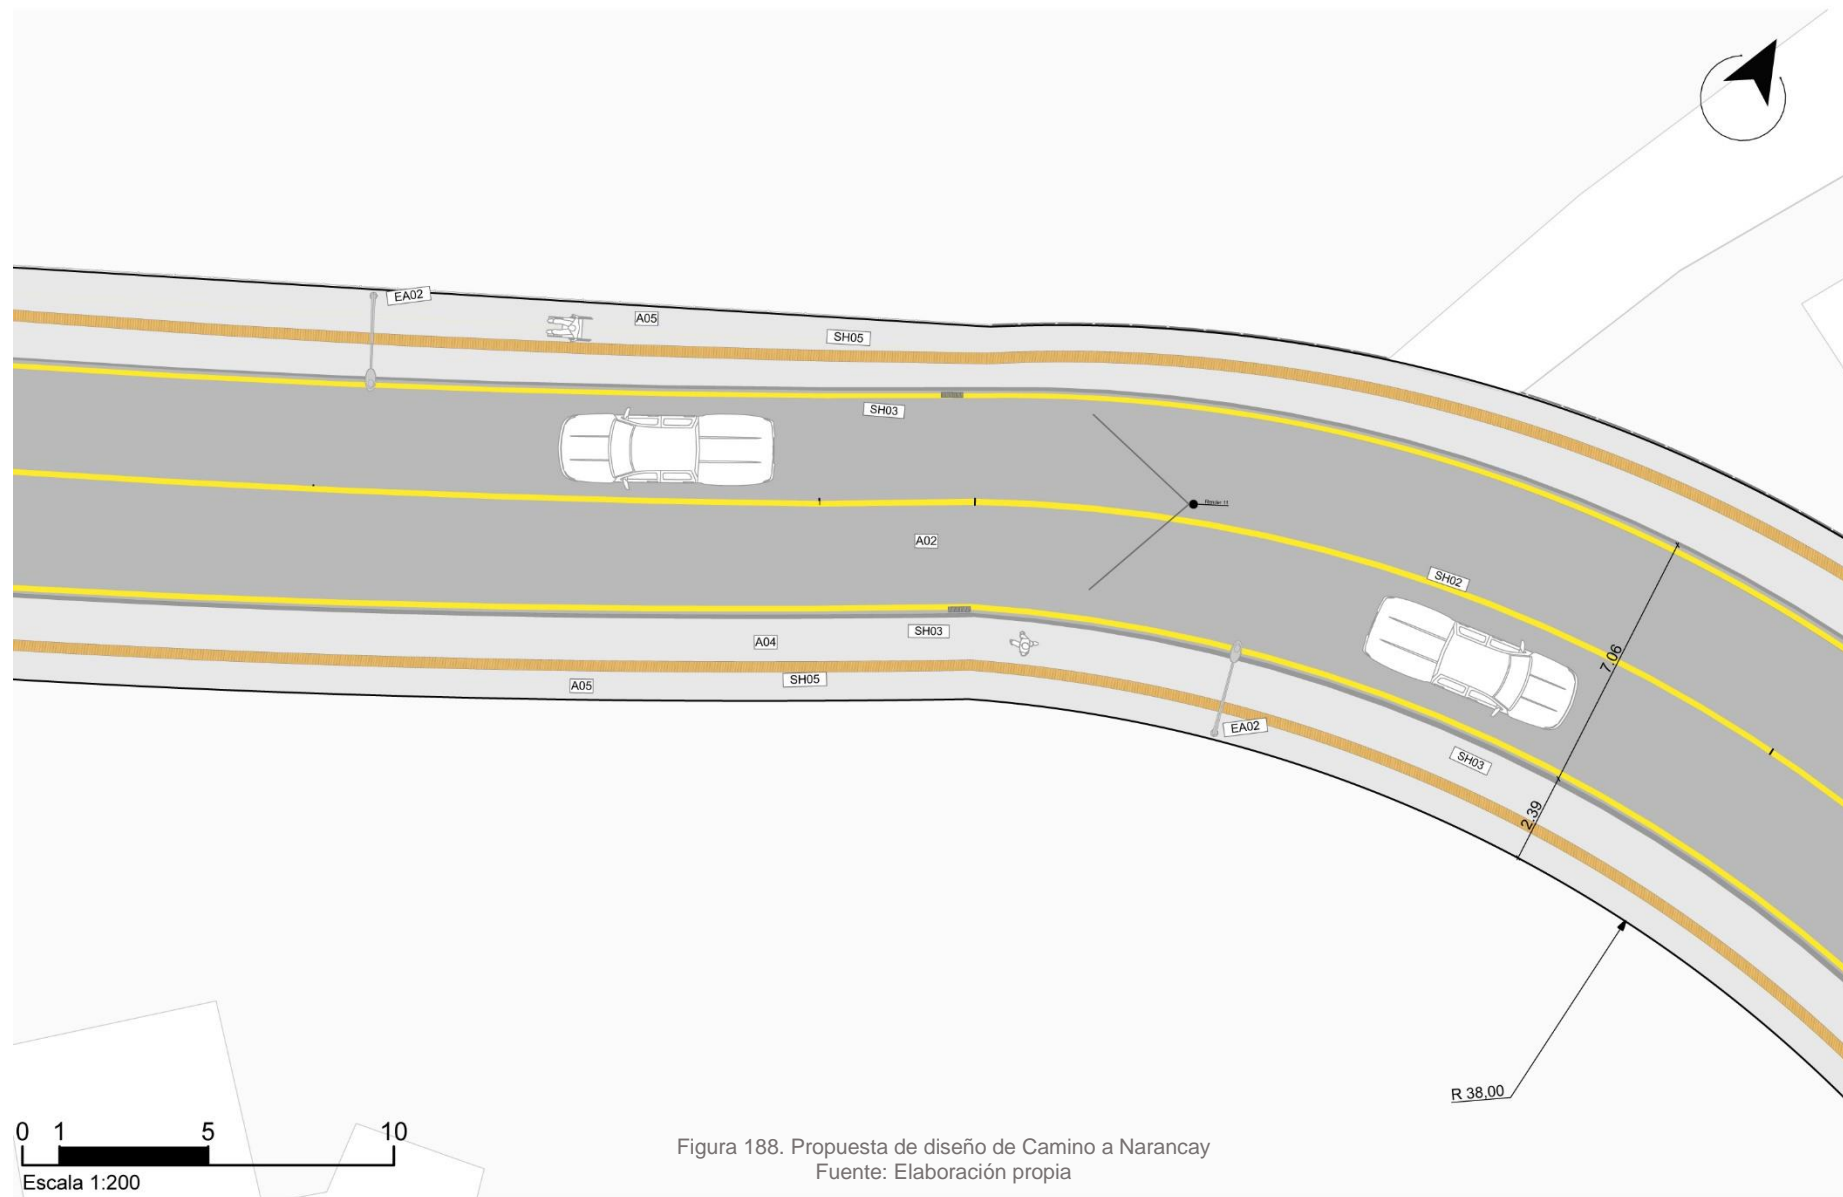 EA02
A05
SH05
SH03
A02
SH02
SH03
A04
SH05
A05
EA02
SH03
7.06
2.39
R 38,00
0 1 5 10
Escala 1:200
Figura 188. Propuesta de diseño de Camino a Narancay
Fuente: Elaboración propia